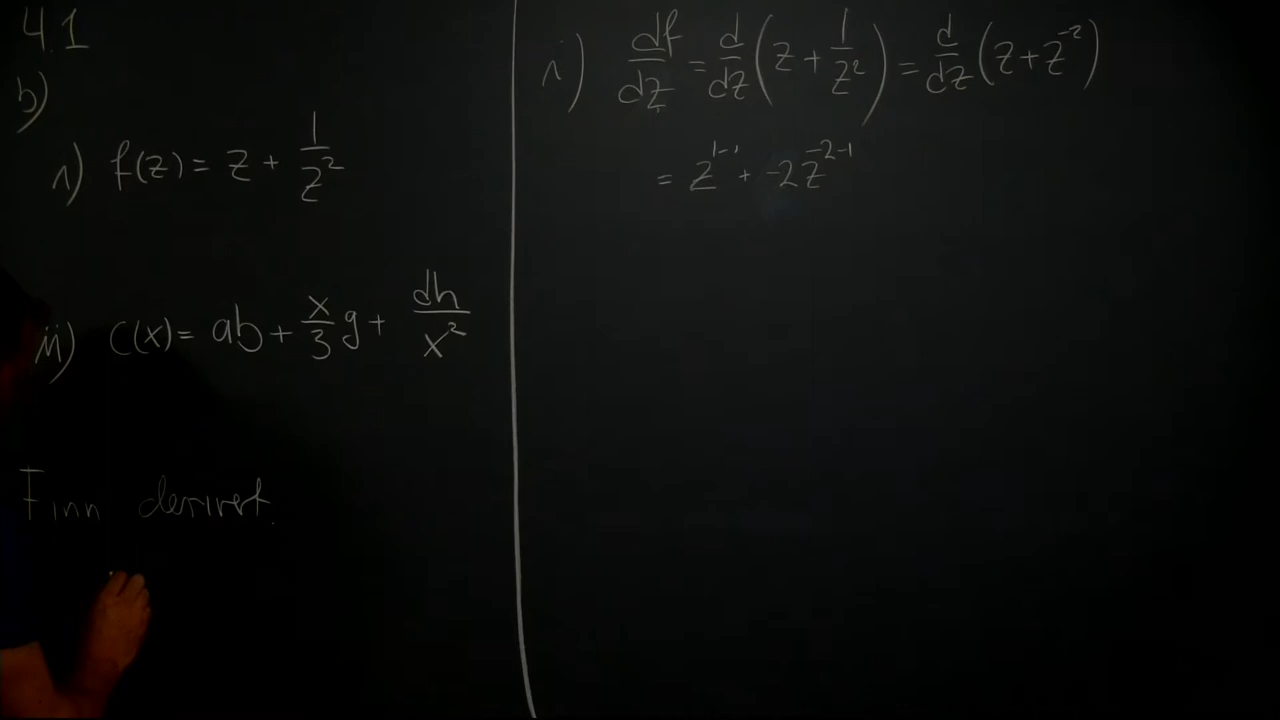 4.1
b)
i) f(z) = z + 1/z²
ii) C(x) = ab + x/3 g + dh/x²
Finn derivert.
i) df/dz = d/dz (z + 1/z²) = d/dz (z + z⁻²)
= z¹⁻¹ + -2z⁻²⁻¹